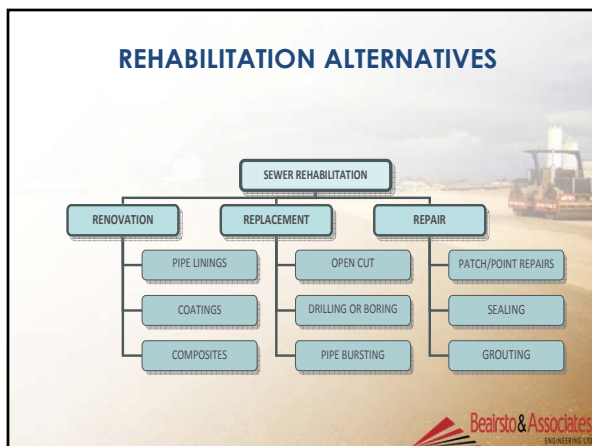 REHABILITATION ALTERNATIVES
SEWER REHABILITATION
RENOVATION
REPLACEMENT
REPAIR
PIPE LININGS
OPEN CUT
PATCH/POINT REPAIRS
COATINGS
DRILLING OR BORING
SEALING
COMPOSITES
PIPE BURSTING
GROUTING
Beairsto & Associates
ENGINEERING LTD